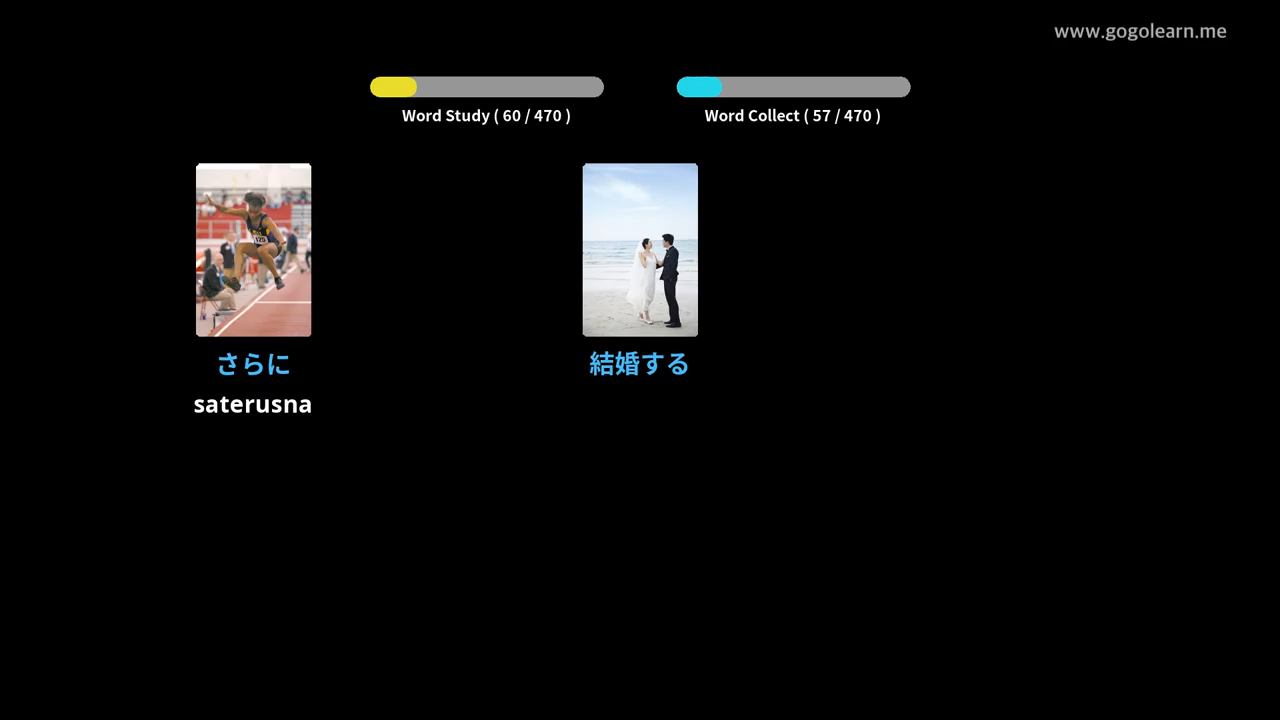 www.gogolearn.me
Word Study ( 60 / 470 )
Word Collect ( 57 / 470 )
さらに
結婚する
saterusna